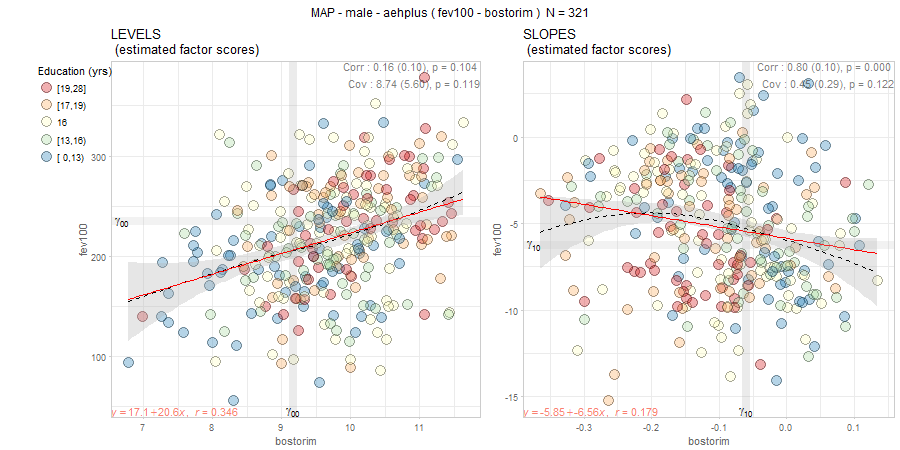 MAP - male - aehplus ( fev100 - bostorim ) N = 321
LEVELS
(estimated factor scores)
Education (yrs)
[19,28]
[17,19)
16
[13,16)
[ 0,13)
Corr : 0.16 (0.10), p = 0.104
Cov : 8.74 (5.60), p = 0.119
300
200
100
fev100
γ00
γ00
y = 17.1+20.6x, r = 0.346
7 8 9 10 11
bostorim
SLOPES
(estimated factor scores)
Corr : 0.80 (0.10), p = 0.000
Cov : 0.45 (0.29), p = 0.122
0
-5
-10
-15
fev100
γ10
γ10
y = -5.85+-6.56x, r = 0.179
-0.3 -0.2 -0.1 0.0 0.1
bostorim